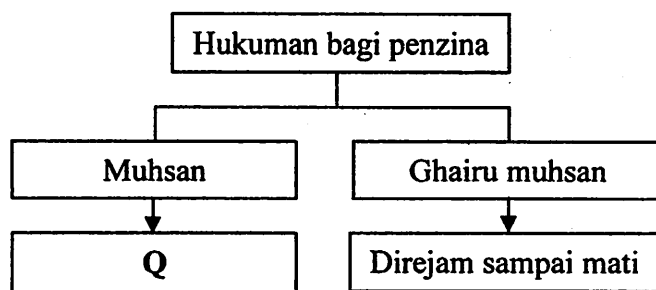 Hukuman bagi penzina
Muhsan
Ghairu muhsan
Q
Direjam sampai mati